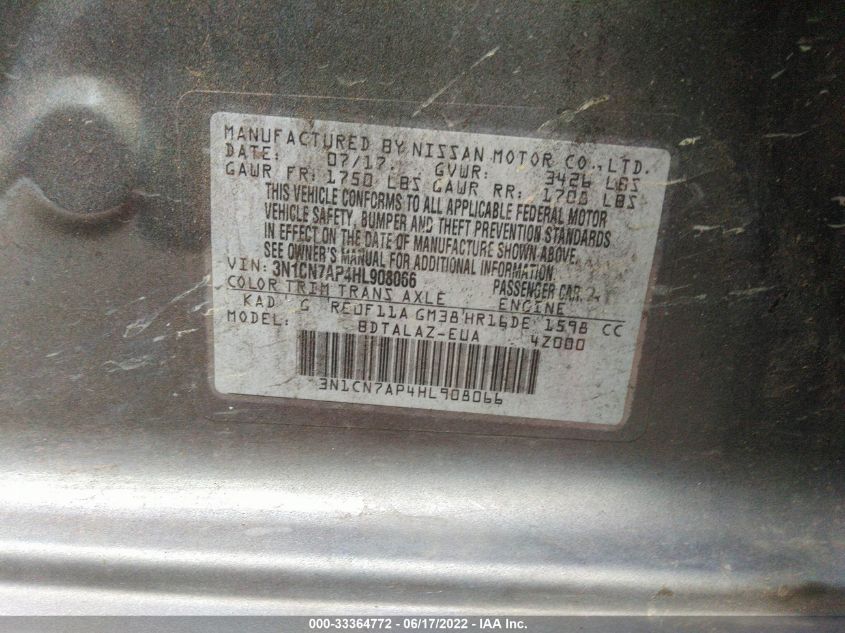 MANUFACTURED BY NISSAN MOTOR CO., LTD.
DATE: 07/17 GVWR: 3426 LBS
GAWR FR: 1750 LBS GAWR RR: 1700 LBS
THIS VEHICLE CONFORMS TO ALL APPLICABLE FEDERAL MOTOR
VEHICLE SAFETY, BUMPER AND THEFT PREVENTION STANDARDS
IN EFFECT ON THE DATE OF MANUFACTURE SHOWN ABOVE.
SEE OWNER'S MANUAL FOR ADDITIONAL INFORMATION.
VIN: 3N1CN7AP4HL908066 PASSENGER CAR
COLOR TRIM TRANS AXLE ENGINE
KAD G RE0F11A GM38 HR16DE 1598 CC
MODEL: BDTALAZ-EUA 4Z000
3N1CN7AP4HL908066
000-33364772 - 06/17/2022 - IAA Inc.